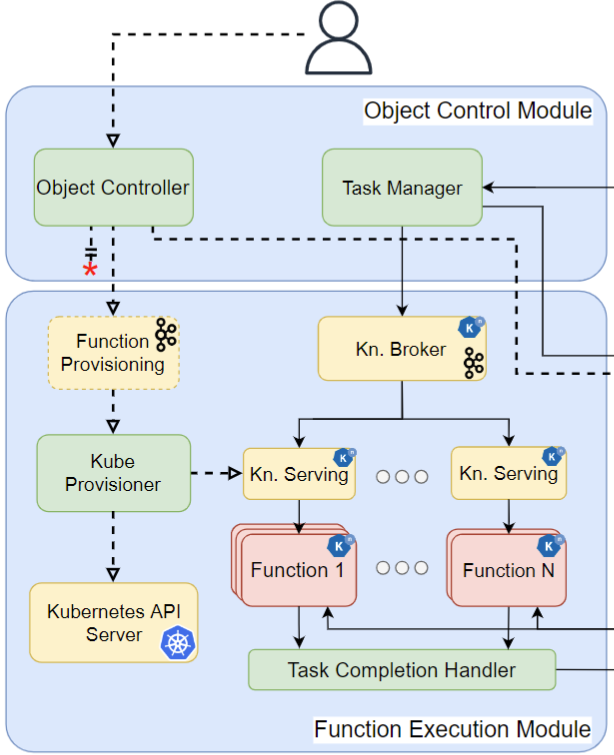 Object Control Module
Object Controller
Task Manager
*
Function
Provisioning
Kn. Broker
Kube
Provisioner
Kn. Serving
Kn. Serving
Function 1
Function N
Kubernetes API
Server
Task Completion Handler
Function Execution Module